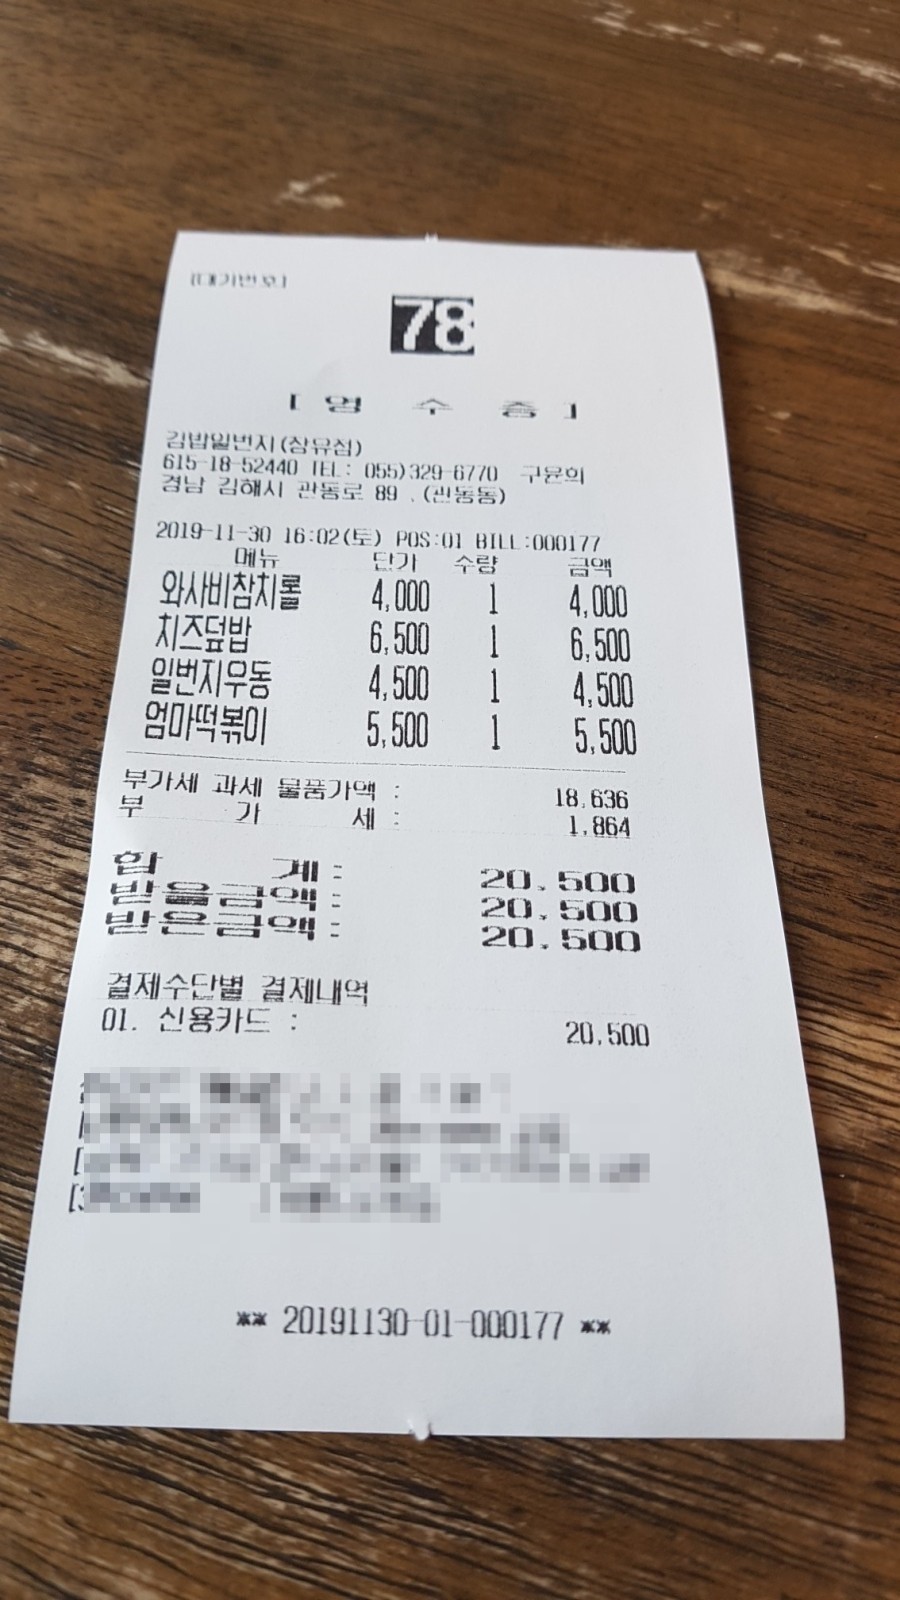 [대기번호]
78
[ 영 수 증 ]
김밥일번지(장유점)
615-18-52440 TEL: 055)329-6770 구윤희
경남 김해시 관동로 89 , (관동동)
2019-11-30 16:02(토) POS:01 BILL:000177
메뉴 단가 수량 금액
와사비참치롤 4,000 1 4,000
치즈덮밥 6,500 1 6,500
일번지우동 4,500 1 4,500
엄마떡볶이 5,500 1 5,500
부가세 과세 물품가액 : 18,636
부 가 세 : 1,864
합 계 : 20,500
받을금액 : 20,500
받은금액 : 20,500
결제수단별 결제내역
01. 신용카드 : 20,500
** 20191130-01-000177 **